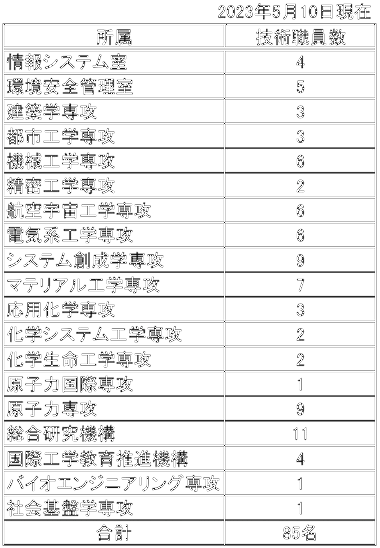 2023年5月10日現在
所属 技術職員数
情報システム室 4
環境安全管理室 5
建築学専攻 3
都市工学専攻 3
機械工学専攻 6
精密工学専攻 2
航空宇宙工学専攻 6
電気系工学専攻 6
システム創成学専攻 9
マテリアル工学専攻 7
応用化学専攻 3
化学システム工学専攻 2
化学生命工学専攻 2
原子力国際専攻 1
原子力専攻 9
総合研究機構 11
国際工学教育推進機構 4
バイオエンジニアリング専攻 1
社会基盤学専攻 1
合計 85名